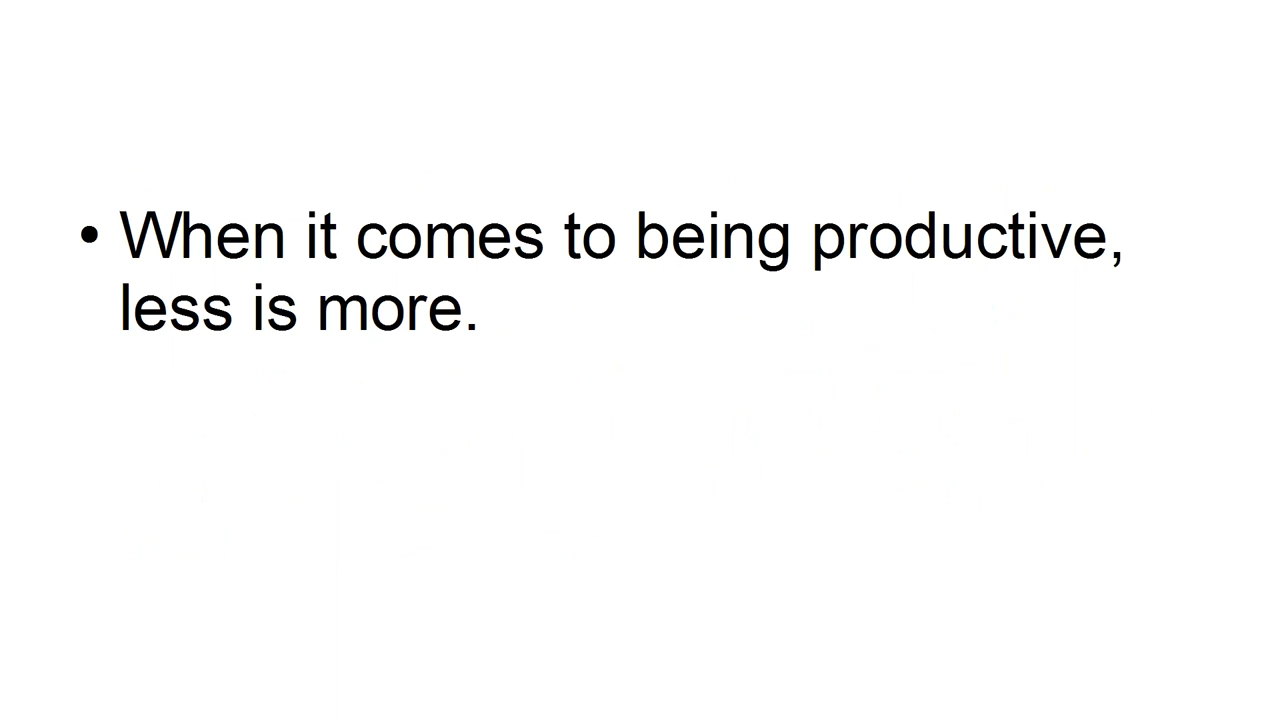 • When it comes to being productive,
less is more.